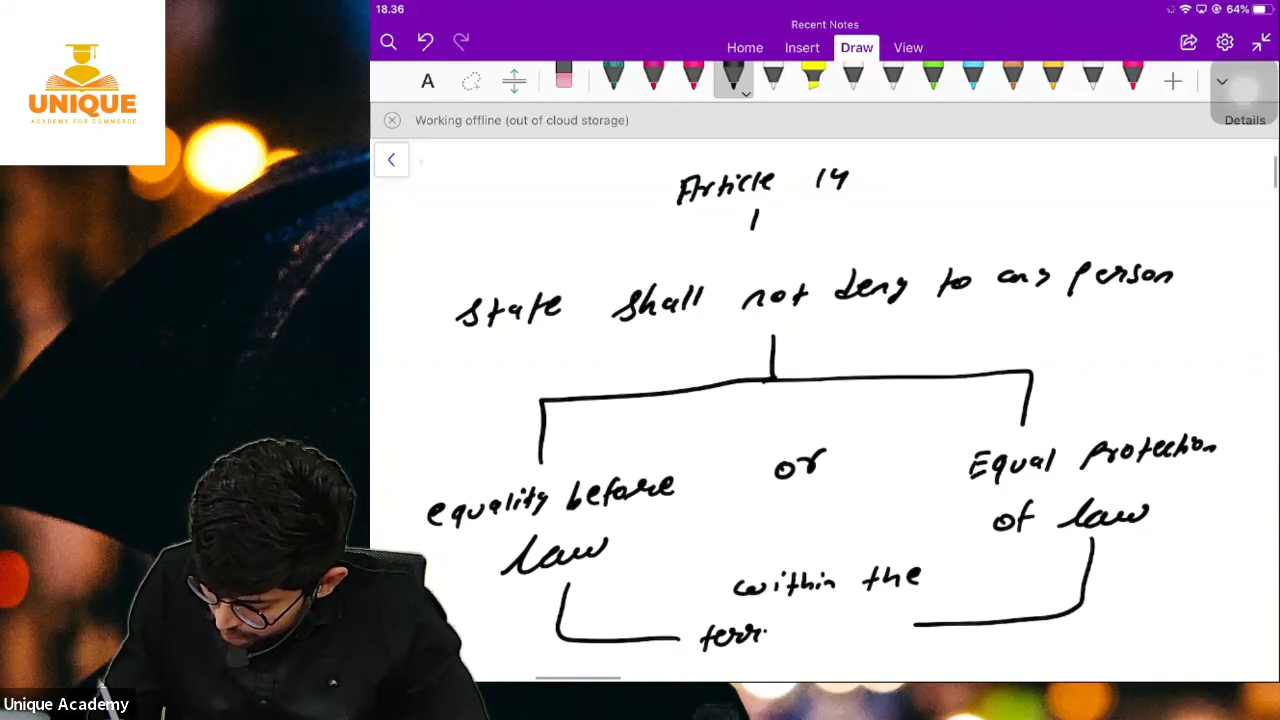 18.36
64%
Recent Notes
Home Insert Draw View
A
Working offline (out of cloud storage)
Details
UNIQUE
ACADEMY FOR COMMERCE
Article 14
State shall not deny to any person
equality before
law
or
Equal Protection
of law
within the
terri
Unique Academy